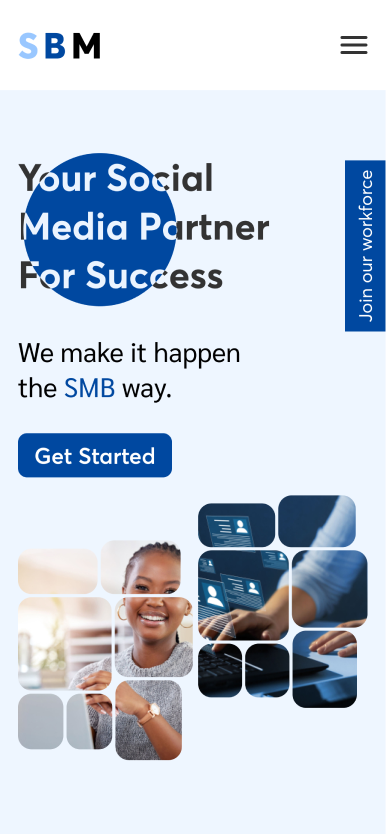 SBM
Your Social
Media Partner
For Success
Join our workforce
We make it happen
the SMB way.
Get Started